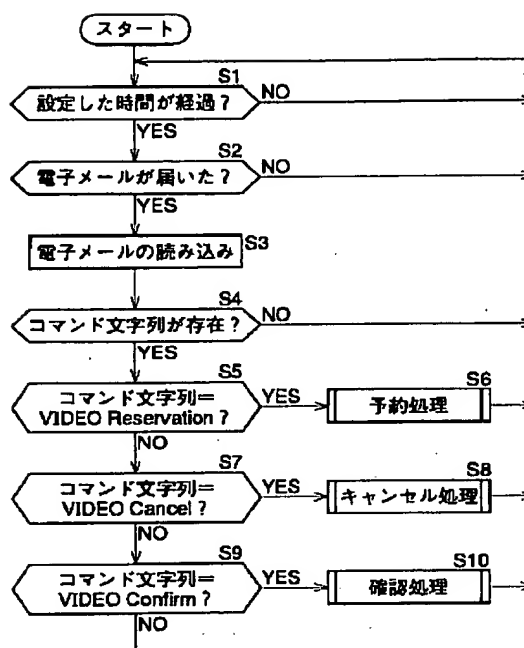 スタート
S1
設定した時間が経過?
NO
YES
S2
電子メールが届いた?
NO
YES
S3
電子メールの読み込み
S4
コマンド文字列が存在?
NO
YES
S5
コマンド文字列=
VIDEO Reservation?
YES
S6
予約処理
NO
S7
コマンド文字列=
VIDEO Cancel?
YES
S8
キャンセル処理
NO
S9
コマンド文字列=
VIDEO Confirm?
YES
S10
確認処理
NO